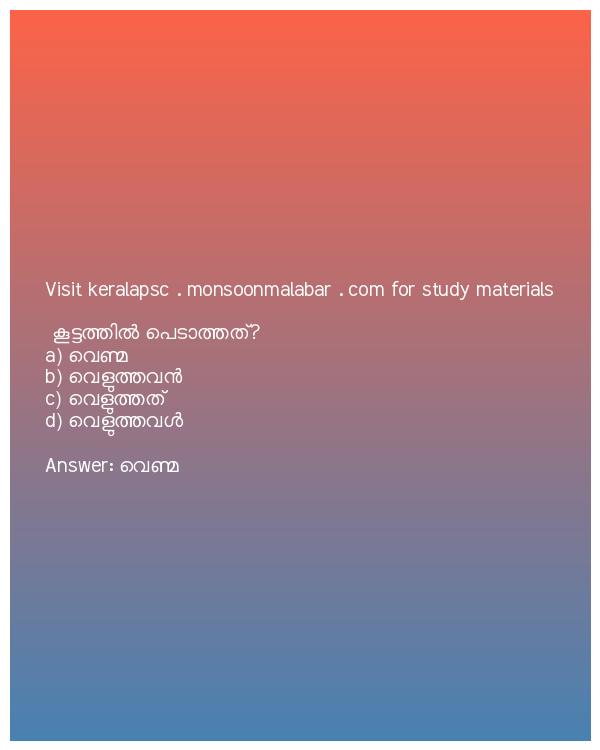 Visit keralapsc . monsoonmalabar . com for study materials
കൂട്ടത്തിൽ പെടാത്തത്?
a) വെണ്മ
b) വെളുത്തവൻ
c) വെളുത്തത്
d) വെളുത്തവൾ
Answer: വെണ്മ